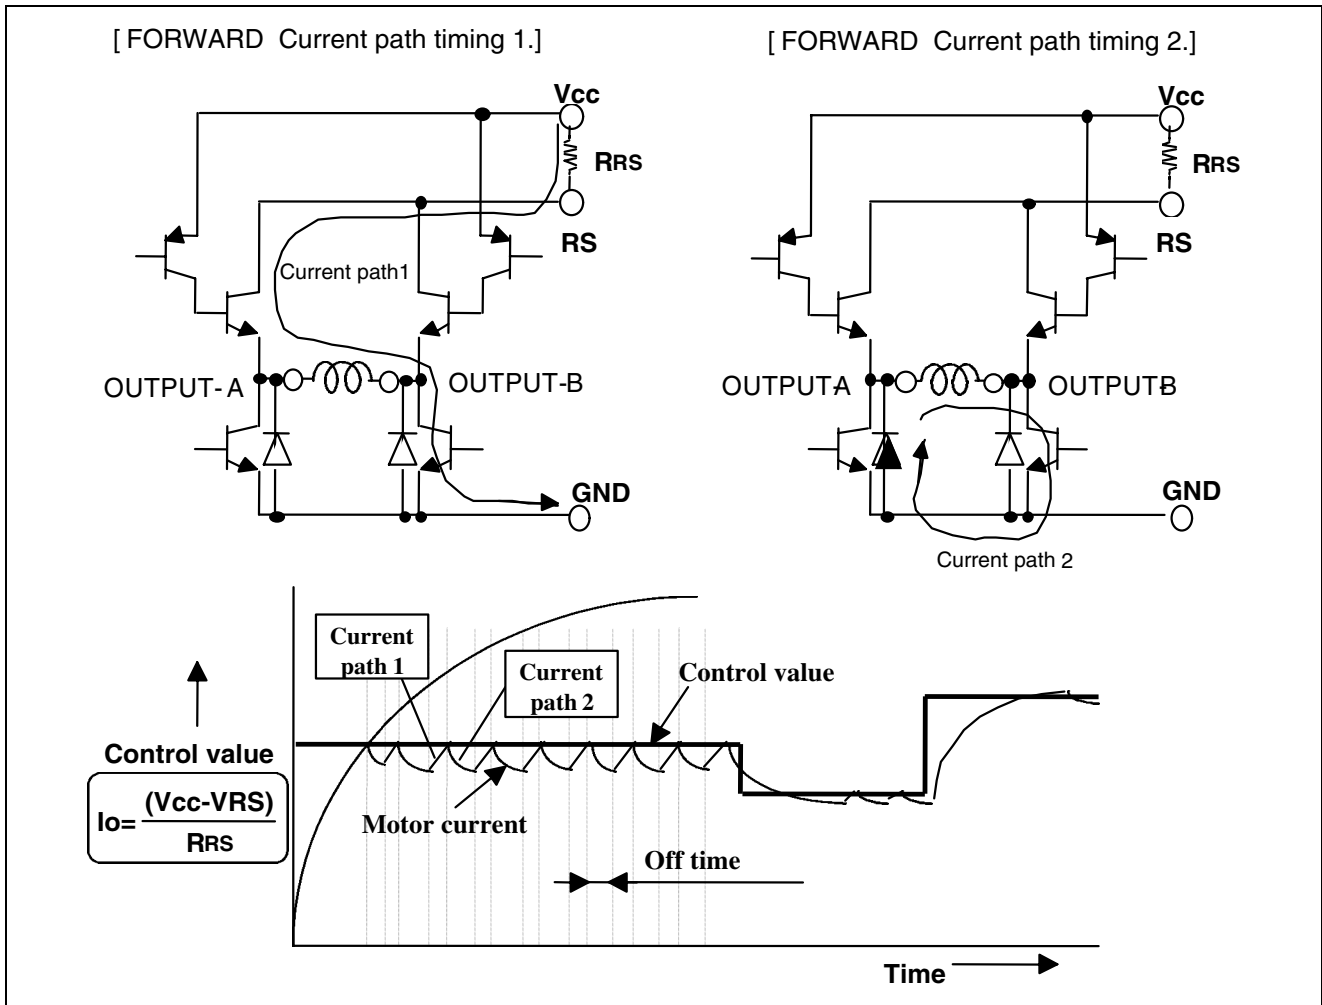 [ FORWARD Current path timing 1.]
[ FORWARD Current path timing 2.]
Vcc
RRS
RS
Current path1
OUTPUT-A
OUTPUT-B
GND
Vcc
RRS
RS
OUTPUT-A
OUTPUT-B
GND
Current path 2
Current
path 1
Current
path 2
Control value
Control value
Io= (Vcc-VRS)
RRS
Motor current
Off time
Time